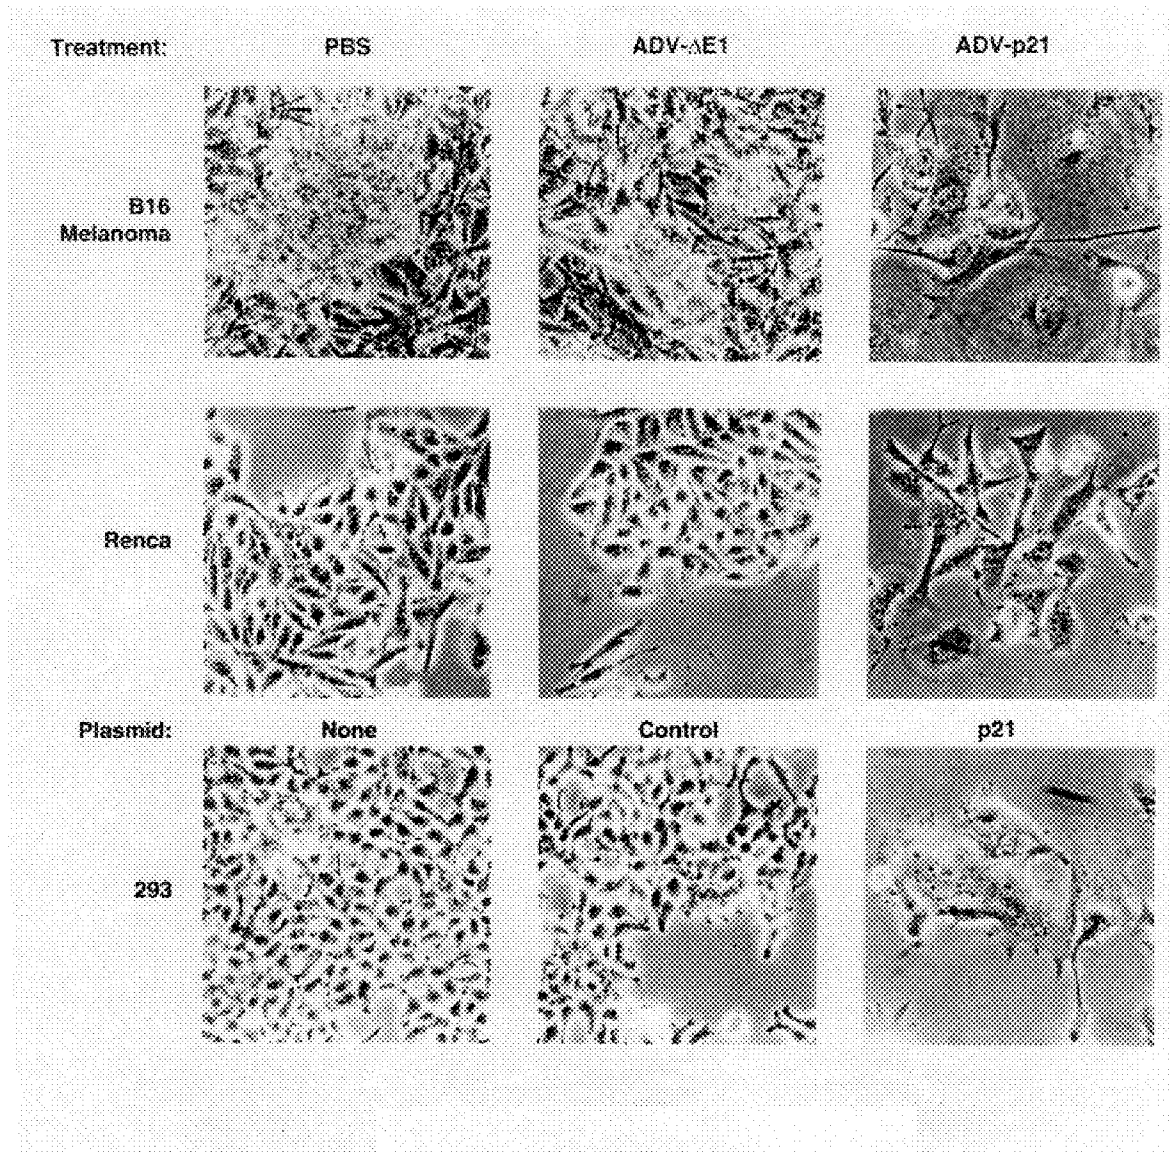 Treatment: PBS ADV-ΔE1 ADV-p21
B16
Melanoma
Renca
Plasmid: None Control p21
293